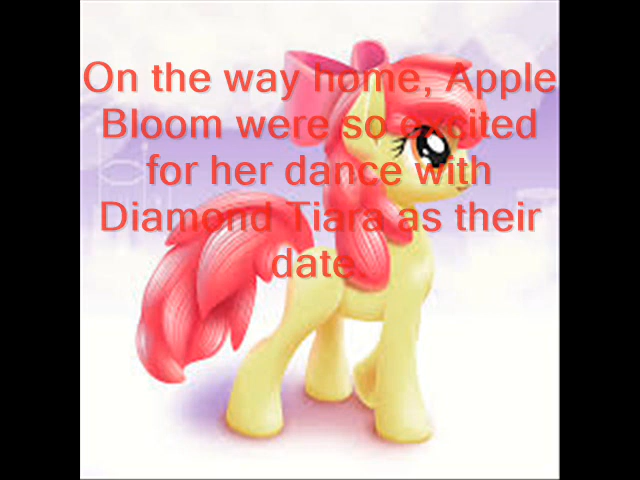 On the way home, Apple
Bloom were so excited
for her dance with
Diamond Tiara as their
date.